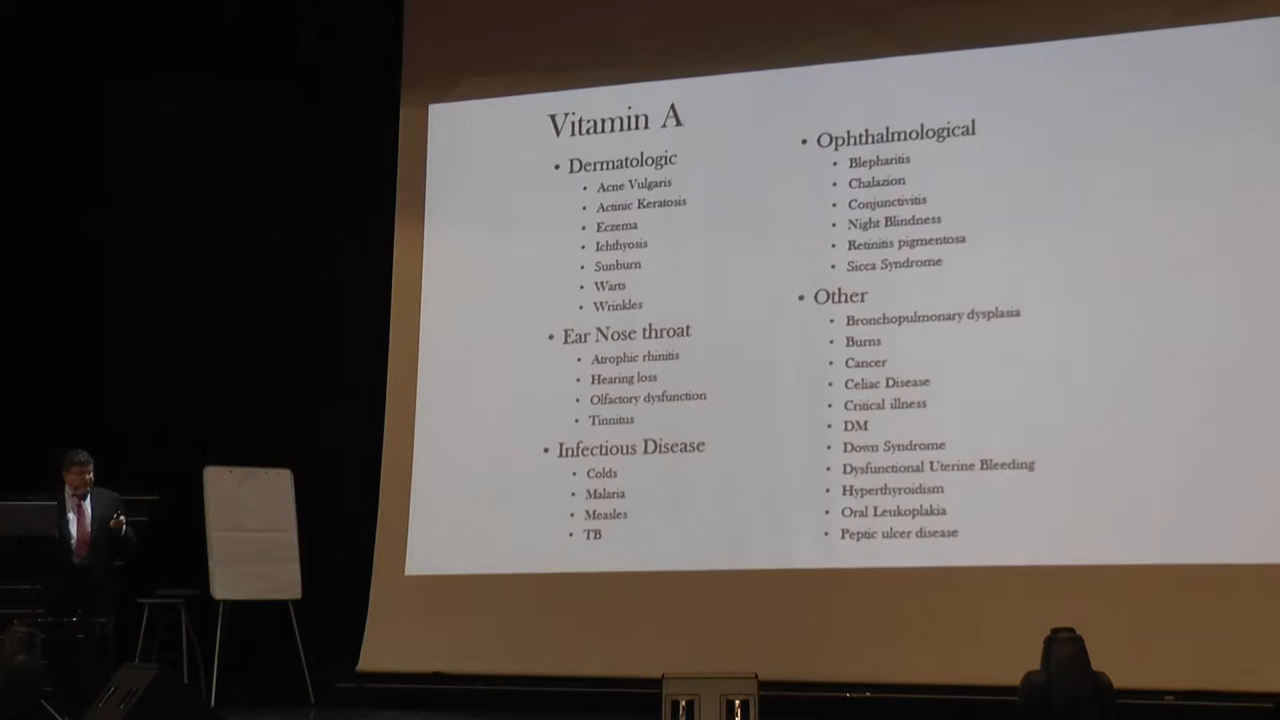 Vitamin A
• Dermatologic
• Acne Vulgaris
• Actinic Keratosis
• Eczema
• Ichthyosis
• Sunburn
• Warts
• Wrinkles
• Ear Nose throat
• Atrophic rhinitis
• Hearing loss
• Olfactory dysfunction
• Tinnitus
• Infectious Disease
• Colds
• Malaria
• Measles
• TB
• Ophthalmological
• Blepharitis
• Chalazion
• Conjunctivitis
• Night Blindness
• Retinitis pigmentosa
• Sicca Syndrome
• Other
• Bronchopulmonary dysplasia
• Burns
• Cancer
• Celiac Disease
• Critical illness
• DM
• Down Syndrome
• Dysfunctional Uterine Bleeding
• Hyperthyroidism
• Oral Leukoplakia
• Peptic ulcer disease